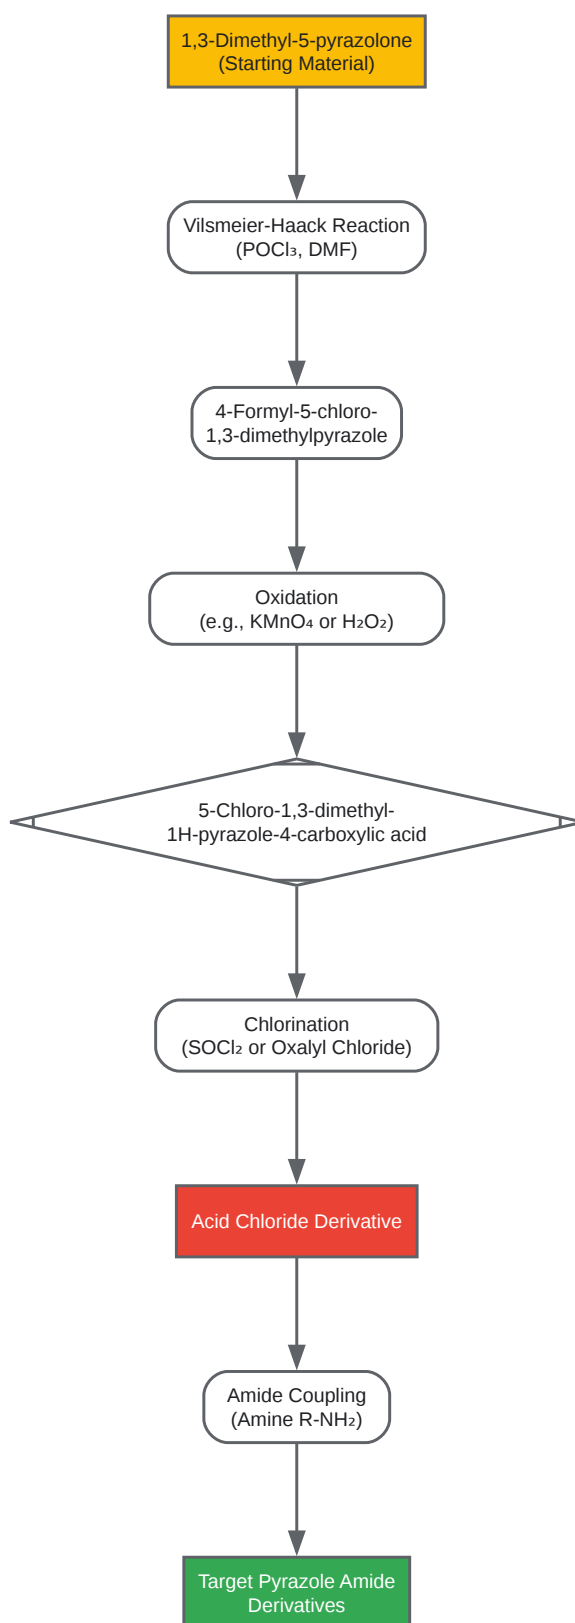 1,3-Dimethyl-5-pyrazolone
(Starting Material)
Vilsmeier-Haack Reaction
(POCl₃, DMF)
4-Formyl-5-chloro-
1,3-dimethylpyrazole
Oxidation
(e.g., KMnO₄ or H₂O₂)
5-Chloro-1,3-dimethyl-
1H-pyrazole-4-carboxylic acid
Chlorination
(SOCl₂ or Oxalyl Chloride)
Acid Chloride Derivative
Amide Coupling
(Amine R-NH₂)
Target Pyrazole Amide
Derivatives